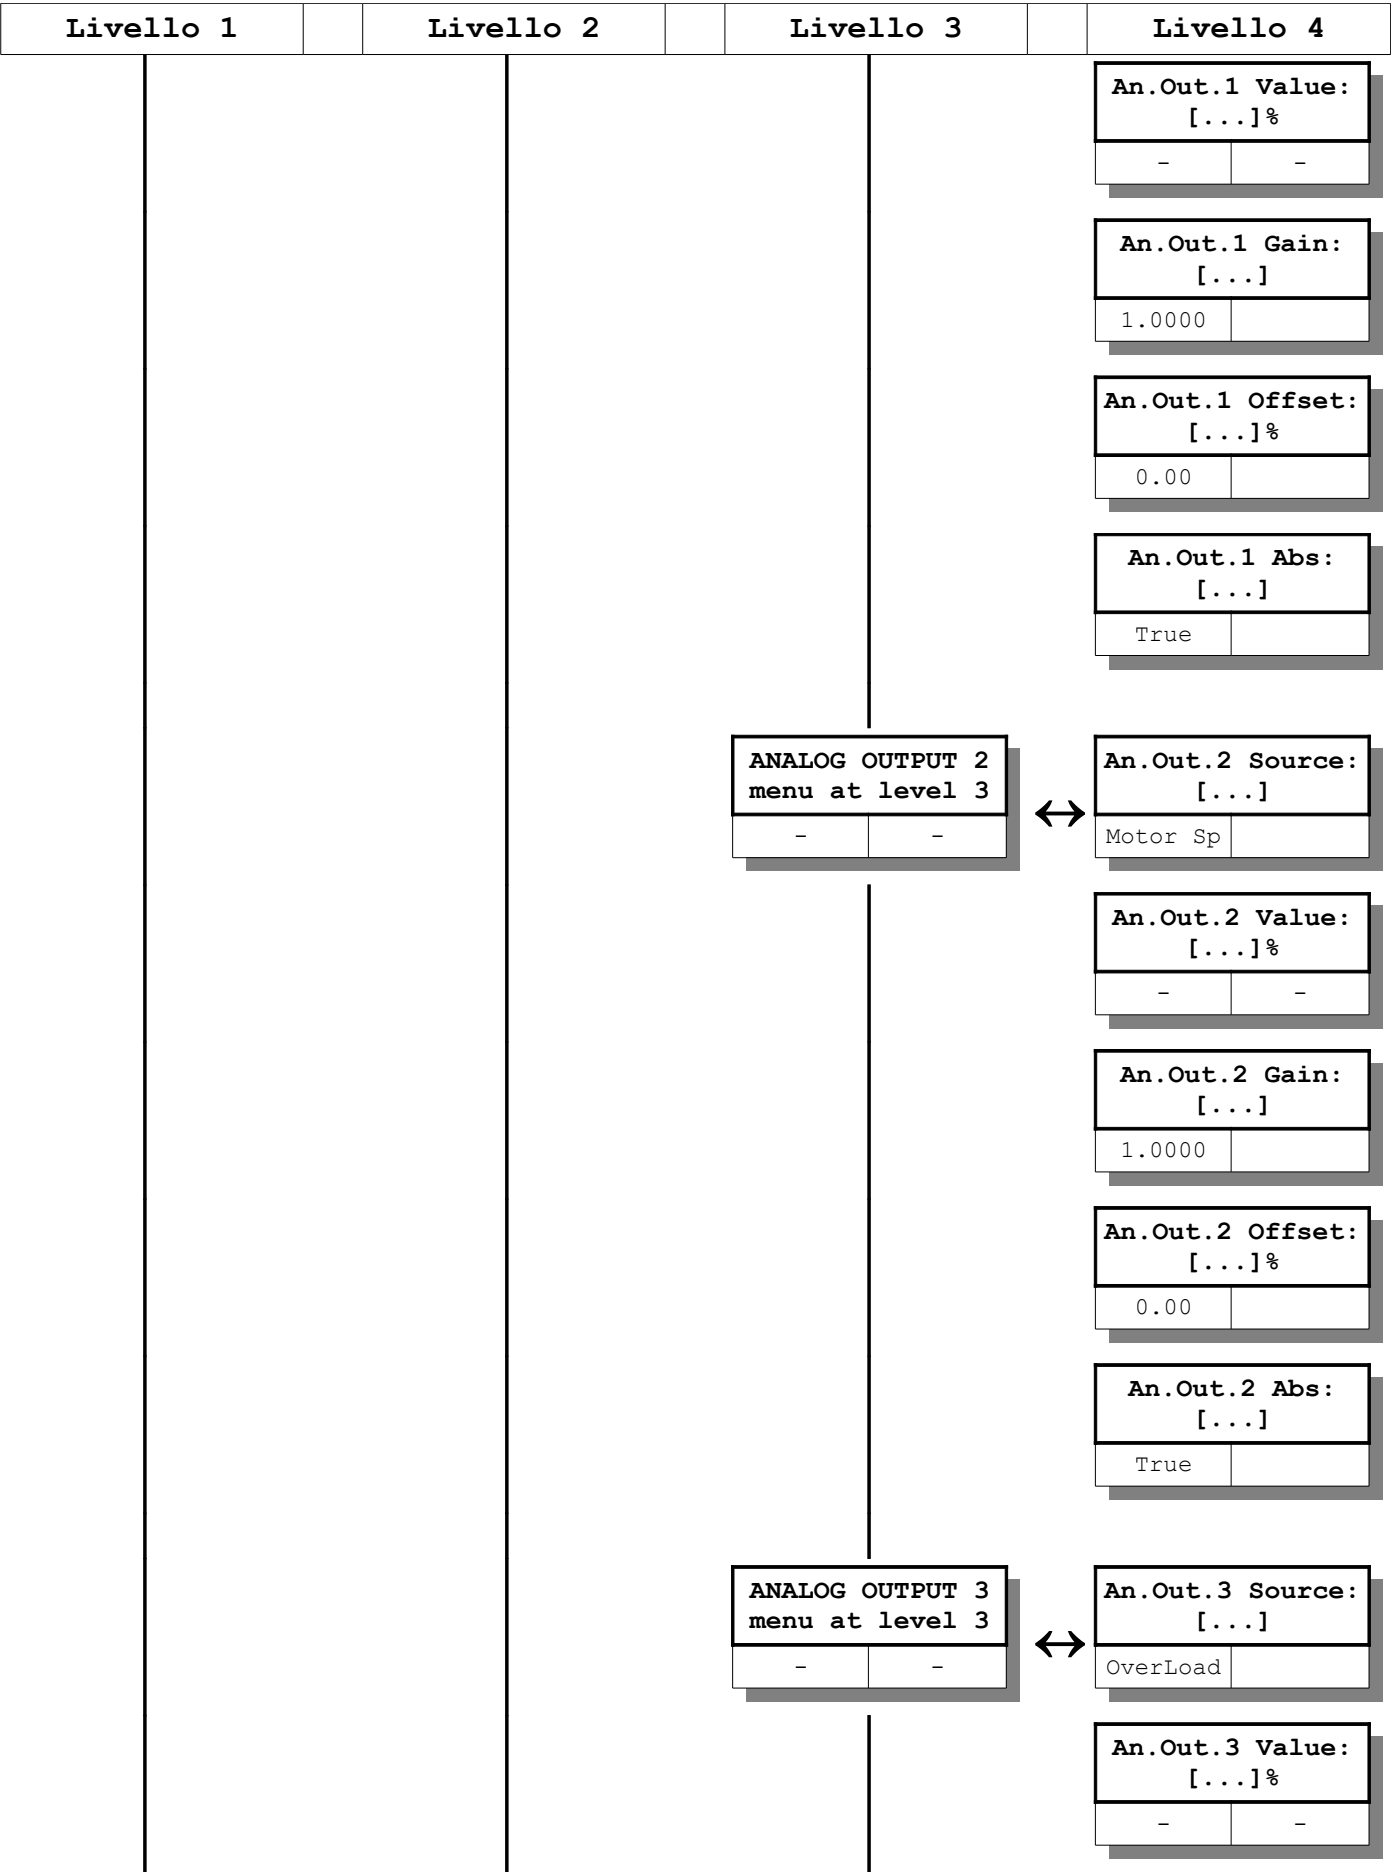 Livello 1 Livello 2 Livello 3 Livello 4
An.Out.1 Value:
[...]%
- -
An.Out.1 Gain:
[...]
1.0000
An.Out.1 Offset:
[...]%
0.00
An.Out.1 Abs:
[...]
True
ANALOG OUTPUT 2
menu at level 3
- -
An.Out.2 Source:
[...]
Motor Sp
An.Out.2 Value:
[...]%
- -
An.Out.2 Gain:
[...]
1.0000
An.Out.2 Offset:
[...]%
0.00
An.Out.2 Abs:
[...]
True
ANALOG OUTPUT 3
menu at level 3
- -
An.Out.3 Source:
[...]
OverLoad
An.Out.3 Value:
[...]%
- -